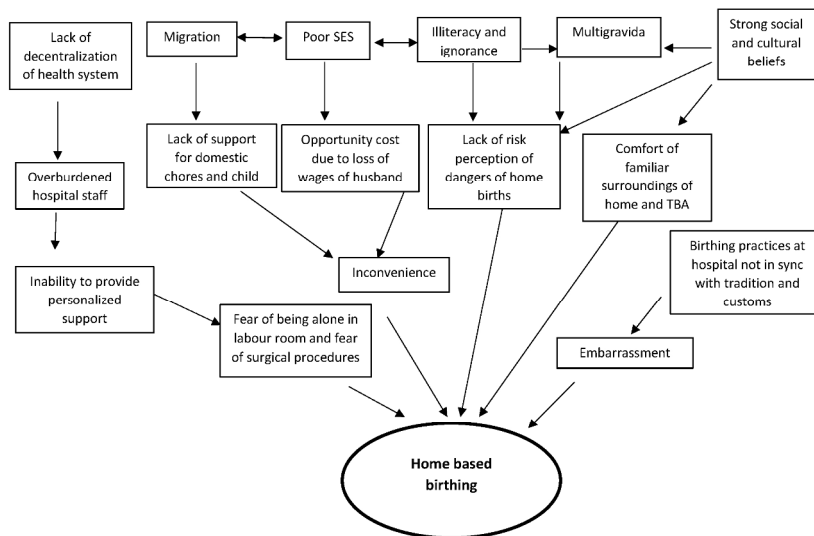 Lack of
decentralization
of health system
Migration
Poor SES
Illiteracy and
ignorance
Multigravida
Strong social
and cultural
beliefs
Lack of support
for domestic
chores and child
Opportunity cost
due to loss of
wages of husband
Lack of risk
perception of
dangers of home
births
Comfort of
familiar
surroundings of
home and TBA
Overburdened
hospital staff
Birthing practices at
hospital not in sync
with tradition and
customs
Inconvenience
Inability to provide
personalized
support
Fear of being alone in
labour room and fear
of surgical procedures
Embarrassment
Home based
birthing